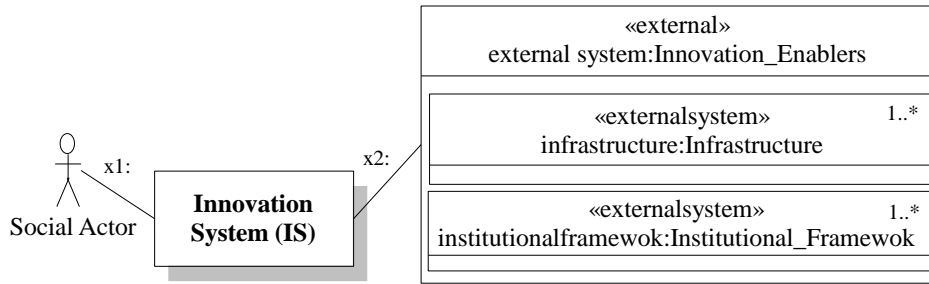 «external»
external system:Innovation_Enablers
«externalsystem»
1..*
infrastructure:Infrastructure
x1:
x2:
Innovation
System (IS)
Social Actor
«externalsystem»
1..*
institutionalframewok:Institutional_Framewok